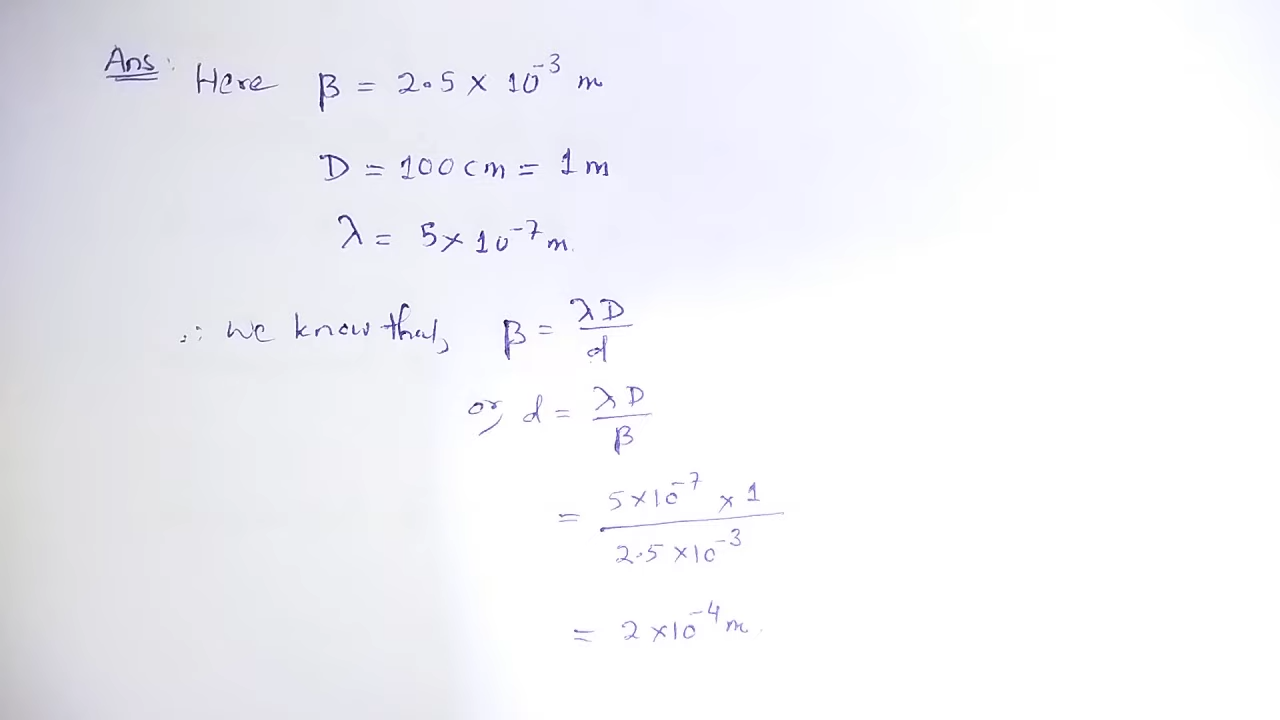 Ans: Here β = 2.5 × 10⁻³ m
D = 100 cm = 1 m
λ = 5 × 10⁻⁷ m.
∴ We know that, β = λD/d
or, d = λD/β
= 5×10⁻⁷ × 1 / 2.5 ×10⁻³
= 2 ×10⁻⁴ m.